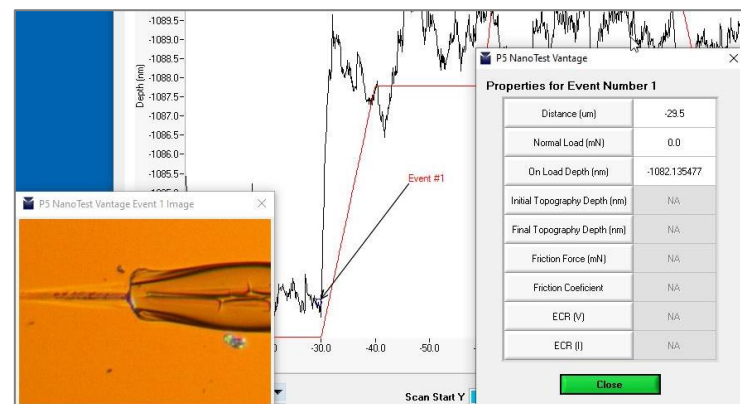 -1089.5-
-1089.0-
-1088.5-
-1088.0-
-1087.5-
-1087.0-
-1086.5-
-1086.0-
-1085.5-
Depth (nm)
Event #1
-30.0
-40.0
-50.0
Scan Start Y
P5 NanoTest Vantage
Properties for Event Number 1
Distance (um) -29.5
Normal Load (mN) 0.0
On Load Depth (nm) -1082.135477
Initial Topography Depth (nm) NA
Final Topography Depth (nm) NA
Friction Force (mN) NA
Friction Coeficient NA
ECR (V) NA
ECR (I) NA
Close
P5 NanoTest Vantage Event 1 Image